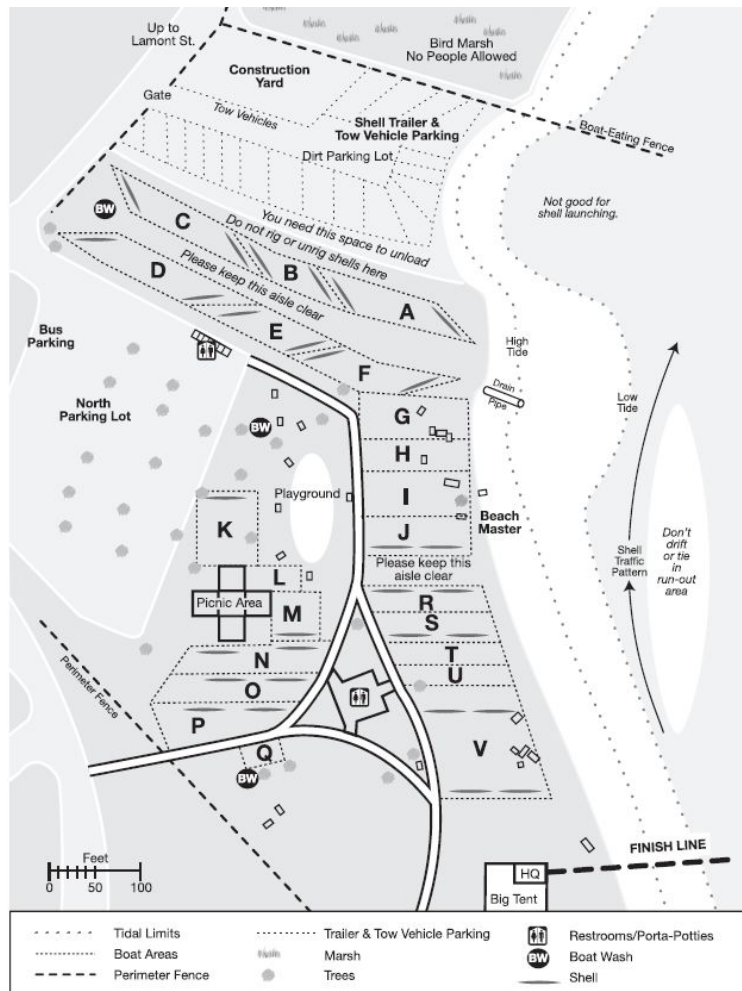 Up to
Lamont St.
Bird Marsh
No People Allowed
Construction
Yard
Gate
Tow Vehicles
Shell Trailer &
Tow Vehicle Parking
Boat-Eating Fence
Dirt Parking Lot
Not good for
shell launching.
BW
You need this space to unload
Do not rig or unrig shells here
C
B
A
D
Please keep this aisle clear
E
F
Bus
Parking
High
Tide
Drain
Pipe
Low
Tide
North
Parking Lot
BW
G
H
I
J
Playground
Beach
Master
K
L
M
Picnic Area
Please keep this
aisle clear
Shell
Traffic
Pattern
Don't
drift
or tie
in
run-out
area
R
S
T
U
V
N
O
P
Q
BW
Perimeter Fence
Feet
0 50 100
FINISH LINE
HQ
Big Tent
Tidal Limits
Boat Areas
Perimeter Fence
Trailer & Tow Vehicle Parking
Marsh
Trees
Restrooms/Porta-Potties
BW Boat Wash
Shell